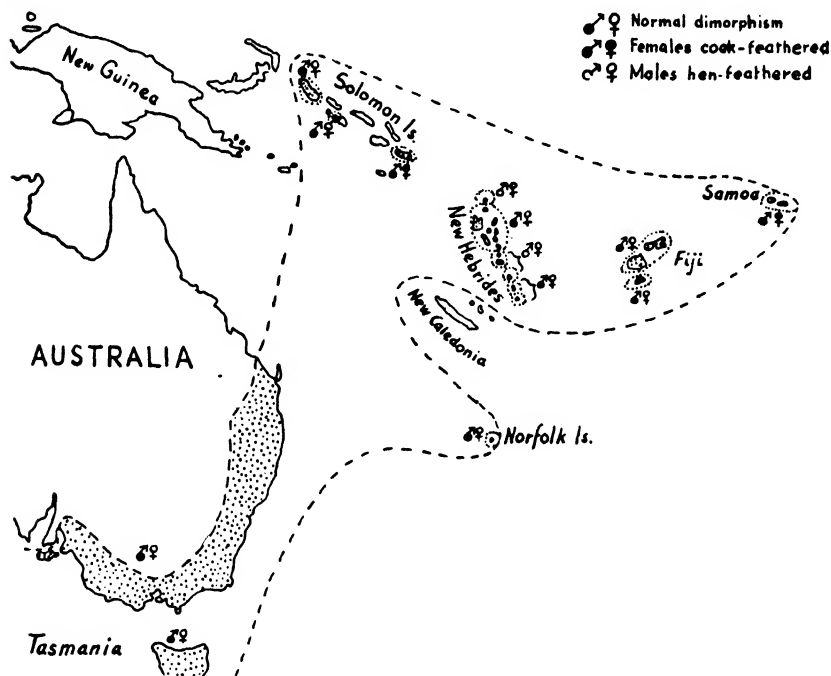 Normal dimorphism
Females cook-feathered
Males hen-feathered
New Guinea
Solomon Is.
Samoa
New Hebrides
Fiji
New Caledonia
AUSTRALIA
Norfolk Is.
Tasmania